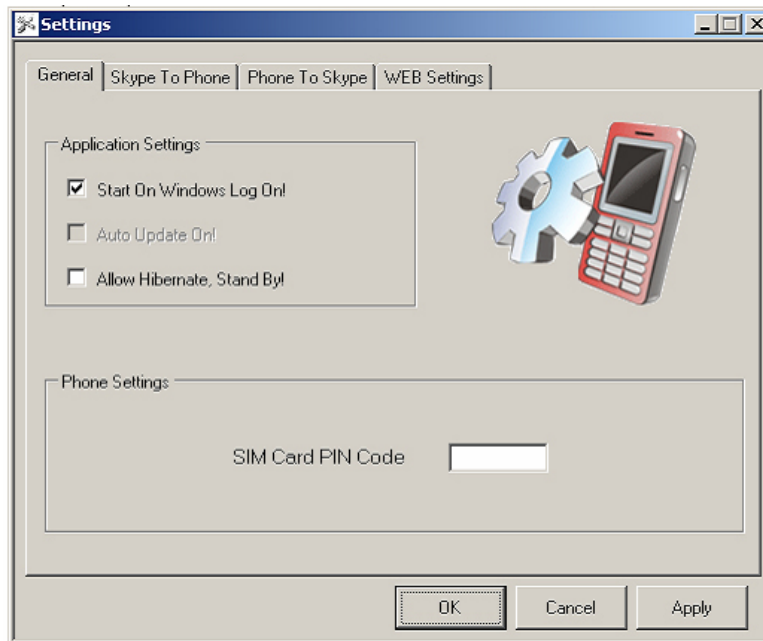 Settings
General Skype To Phone Phone To Skype WEB Settings
Application Settings
Start On Windows Log On!
Auto Update On!
Allow Hibernate, Stand By!
Phone Settings
SIM Card PIN Code
OK Cancel Apply